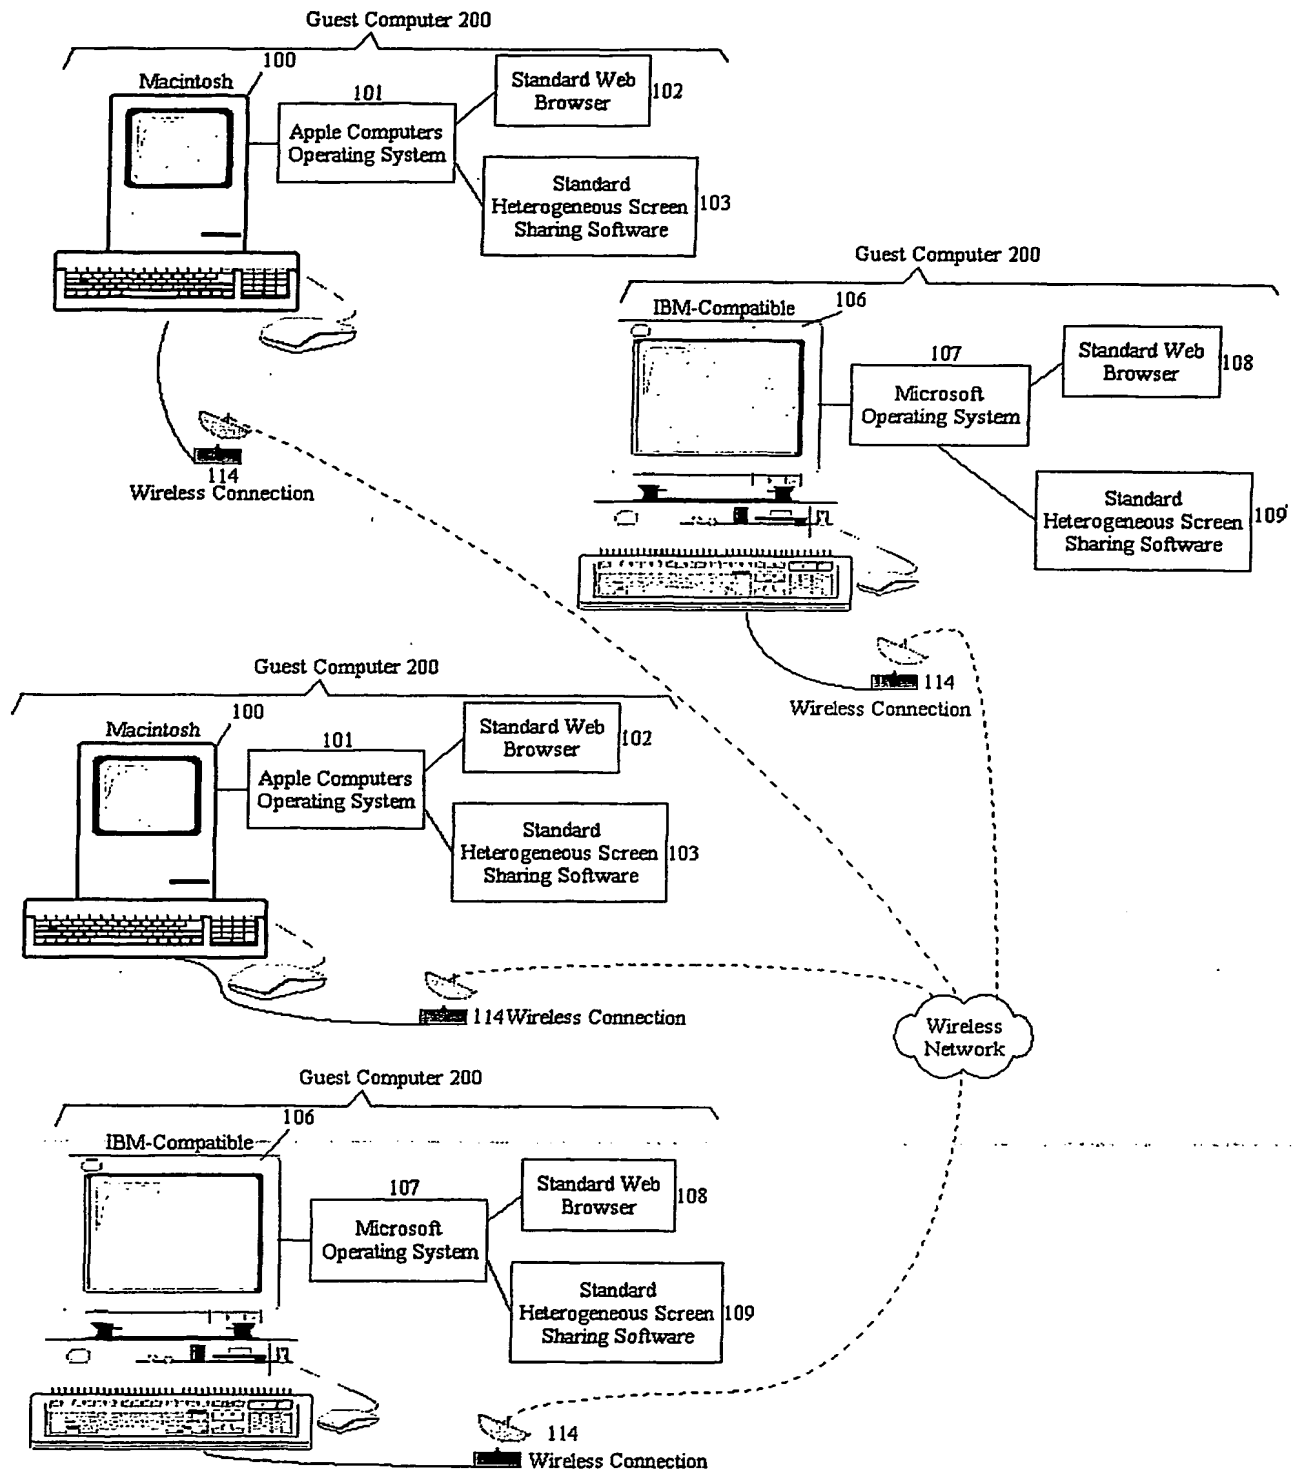 Guest Computer 200
Macintosh
100
101
Apple Computers
Operating System
Standard Web
Browser
102
Standard
Heterogeneous Screen
Sharing Software
103
114
Wireless Connection
Guest Computer 200
IBM-Compatible
106
107
Microsoft
Operating System
Standard Web
Browser
108
Standard
Heterogeneous Screen
Sharing Software
109
114
Wireless Connection
Guest Computer 200
Macintosh
100
101
Apple Computers
Operating System
Standard Web
Browser
102
Standard
Heterogeneous Screen
Sharing Software
103
114 Wireless Connection
Wireless
Network
Guest Computer 200
IBM-Compatible
106
107
Microsoft
Operating System
Standard Web
Browser
108
Standard
Heterogeneous Screen
Sharing Software
109
114
Wireless Connection